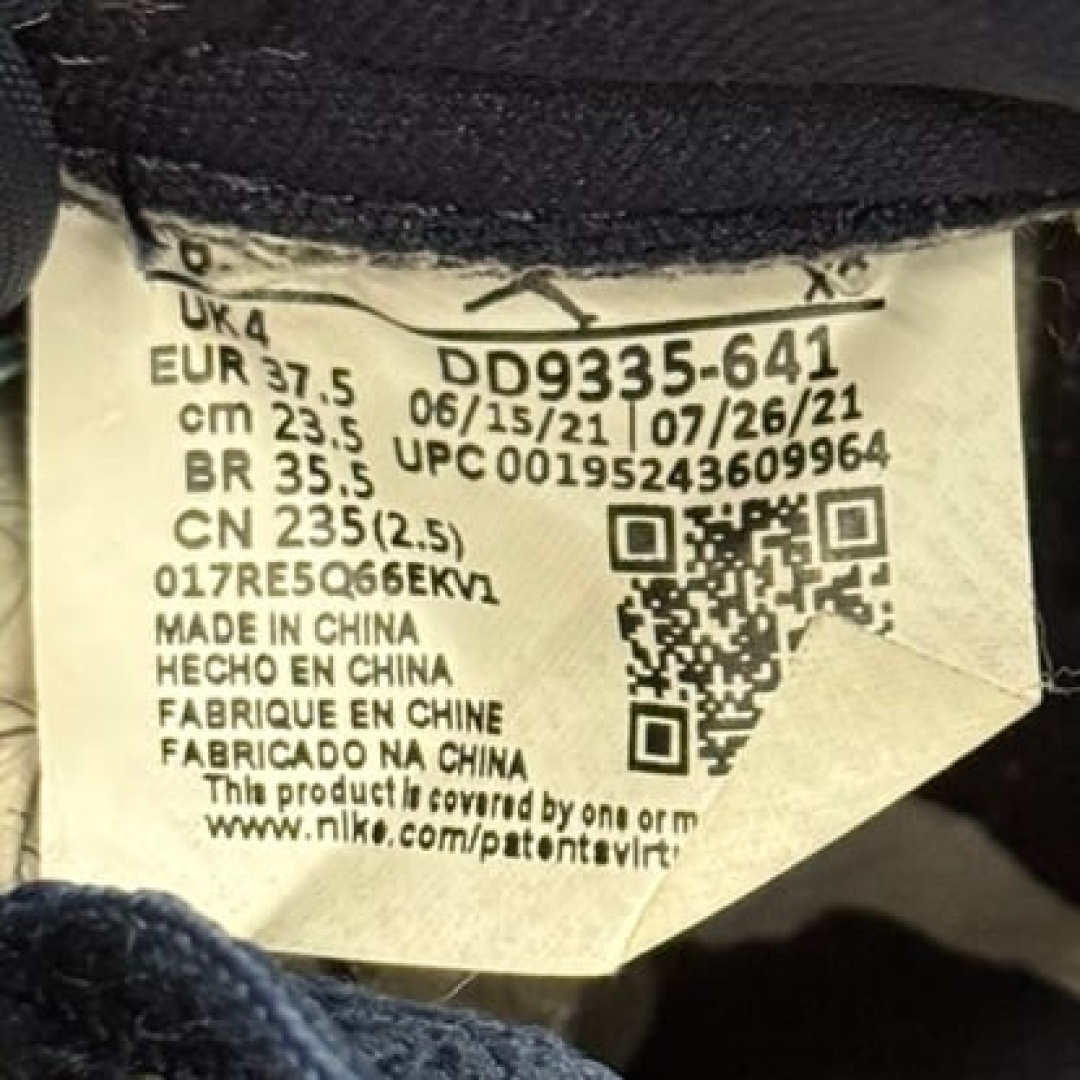 6
UK 4
EUR 37.5
cm 23.5
BR 35.5
CN 235(2.5)
DD9335-641
06/15/21 | 07/26/21
UPC 00195243609964
017RE5Q66EKV1
MADE IN CHINA
HECHO EN CHINA
FABRIQUE EN CHINE
FABRICADO NA CHINA
This product is covered by one or
www.nike.com/patents